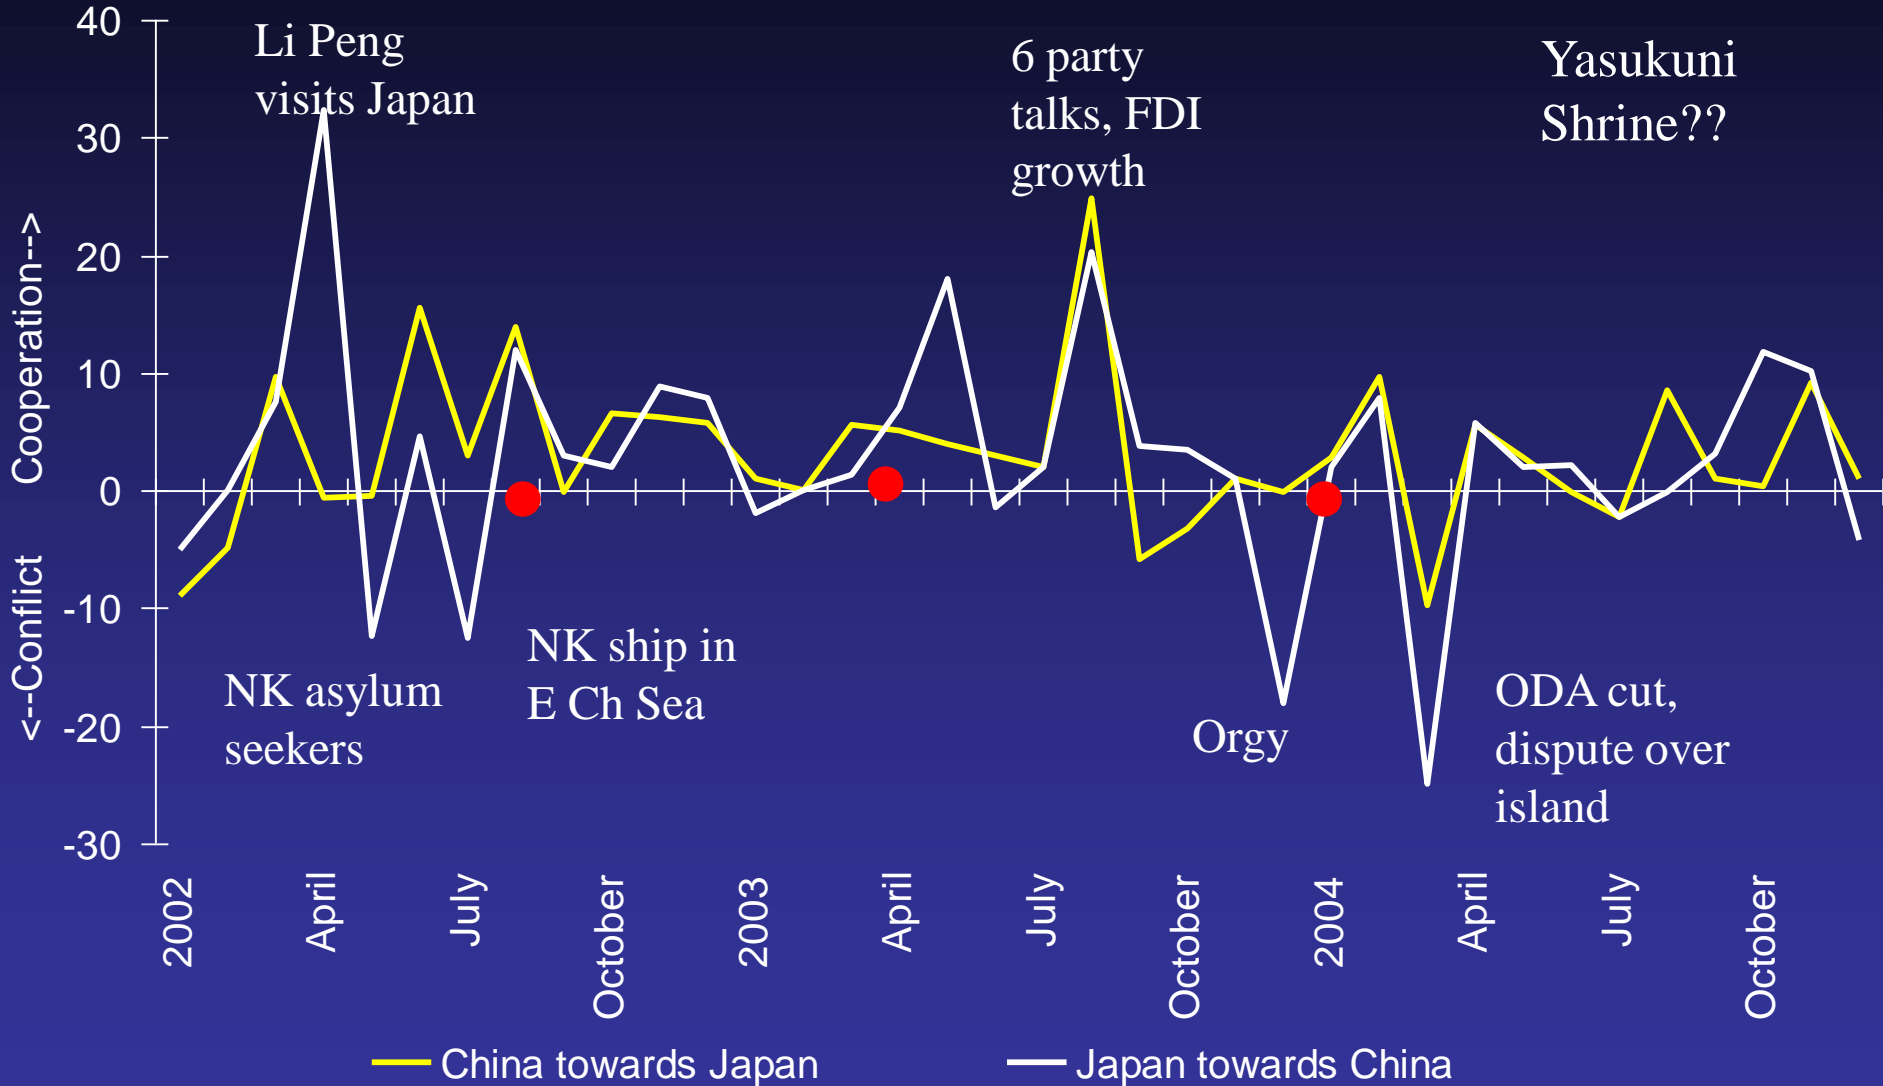 40
30
20
10
0
-10
-20
-30
<--Conflict Cooperation-->
Li Peng
visits Japan
6 party
talks, FDI
growth
Yasukuni
Shrine??
NK asylum
seekers
NK ship in
E Ch Sea
Orgy
ODA cut,
dispute over
island
2002
April
July
October
2003
April
July
October
2004
April
July
October
China towards Japan
Japan towards China